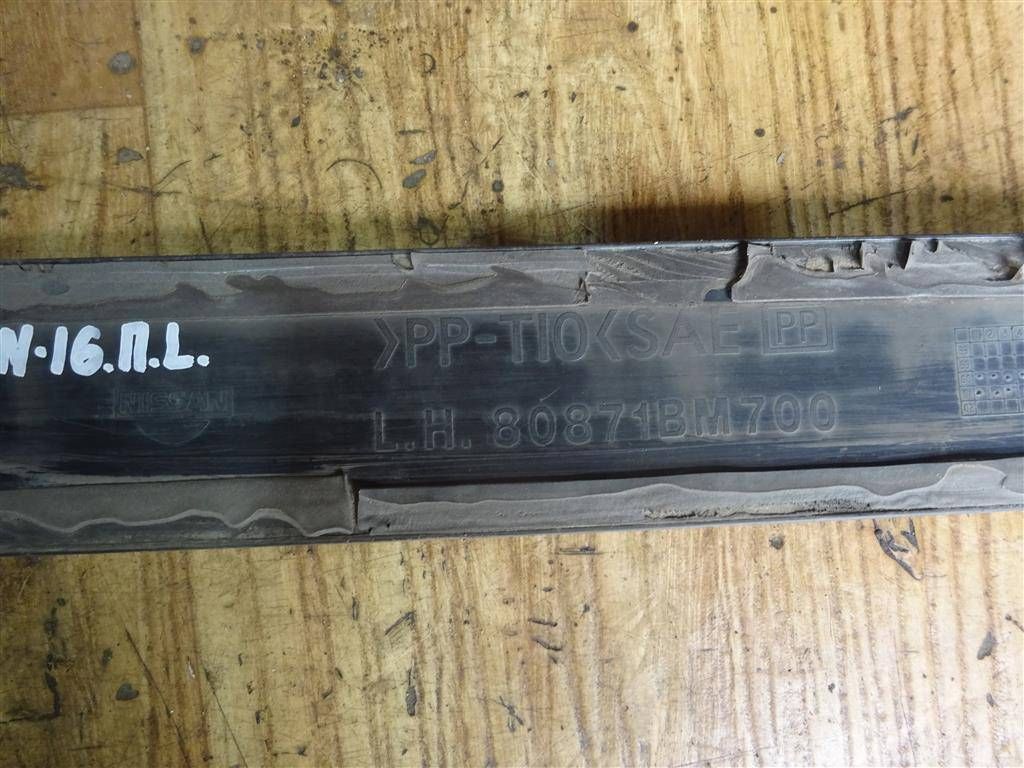 N-16.П.L.
>PP-T10<SAE PP
NISSAN
L.H. 80871BM700